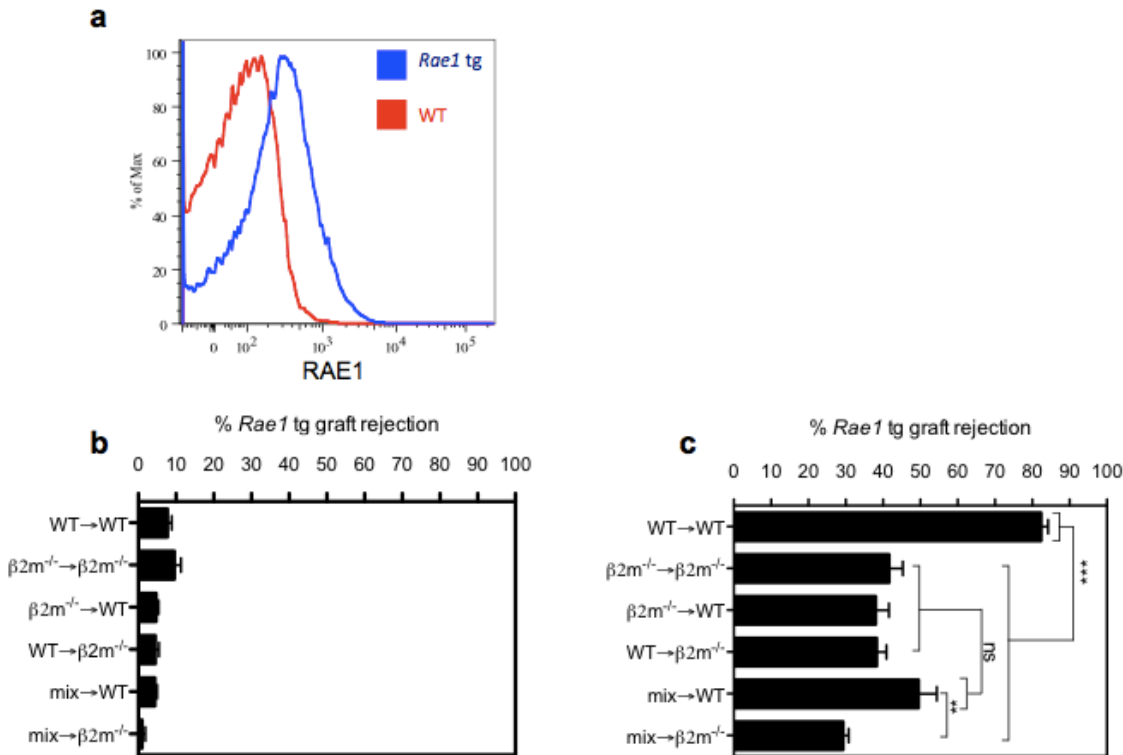 a
100
80
60
40
20
0
% of Max
Rae1 tg
WT
0 10² 10³ 10⁴ 10⁵
RAE1
b
% Rae1 tg graft rejection
0 10 20 30 40 50 60 70 80 90 100
WT→WT
β2m⁻/⁻→β2m⁻/⁻
β2m⁻/⁻→WT
WT→β2m⁻/⁻
mix→WT
mix→β2m⁻/⁻
c
% Rae1 tg graft rejection
0 10 20 30 40 50 60 70 80 90 100
WT→WT
β2m⁻/⁻→β2m⁻/⁻
β2m⁻/⁻→WT
WT→β2m⁻/⁻
mix→WT
mix→β2m⁻/⁻
***
ns
**